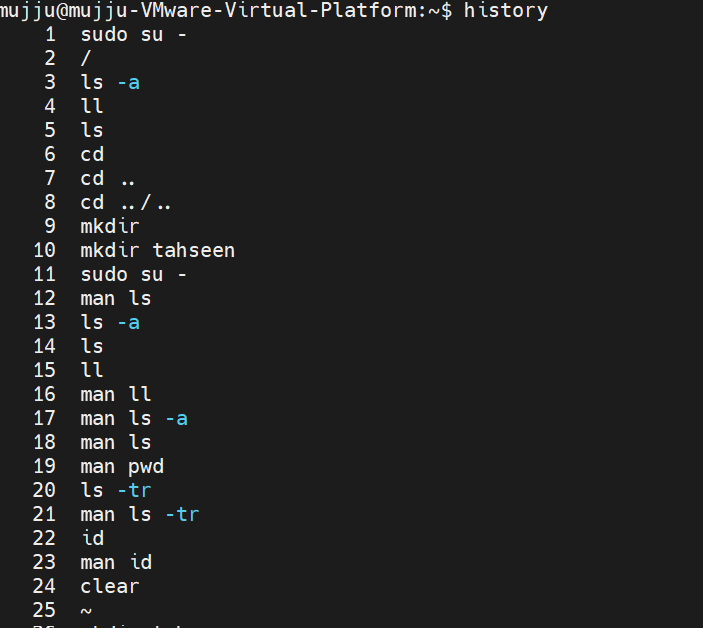 mujju@mujju-VMware-Virtual-Platform:~$ history
1 sudo su -
2 /
3 ls -a
4 ll
5 ls
6 cd
7 cd ..
8 cd ../..
9 mkdir
10 mkdir tahseen
11 sudo su -
12 man ls
13 ls -a
14 ls
15 ll
16 man ll
17 man ls -a
18 man ls
19 man pwd
20 ls -tr
21 man ls -tr
22 id
23 man id
24 clear
25 ~